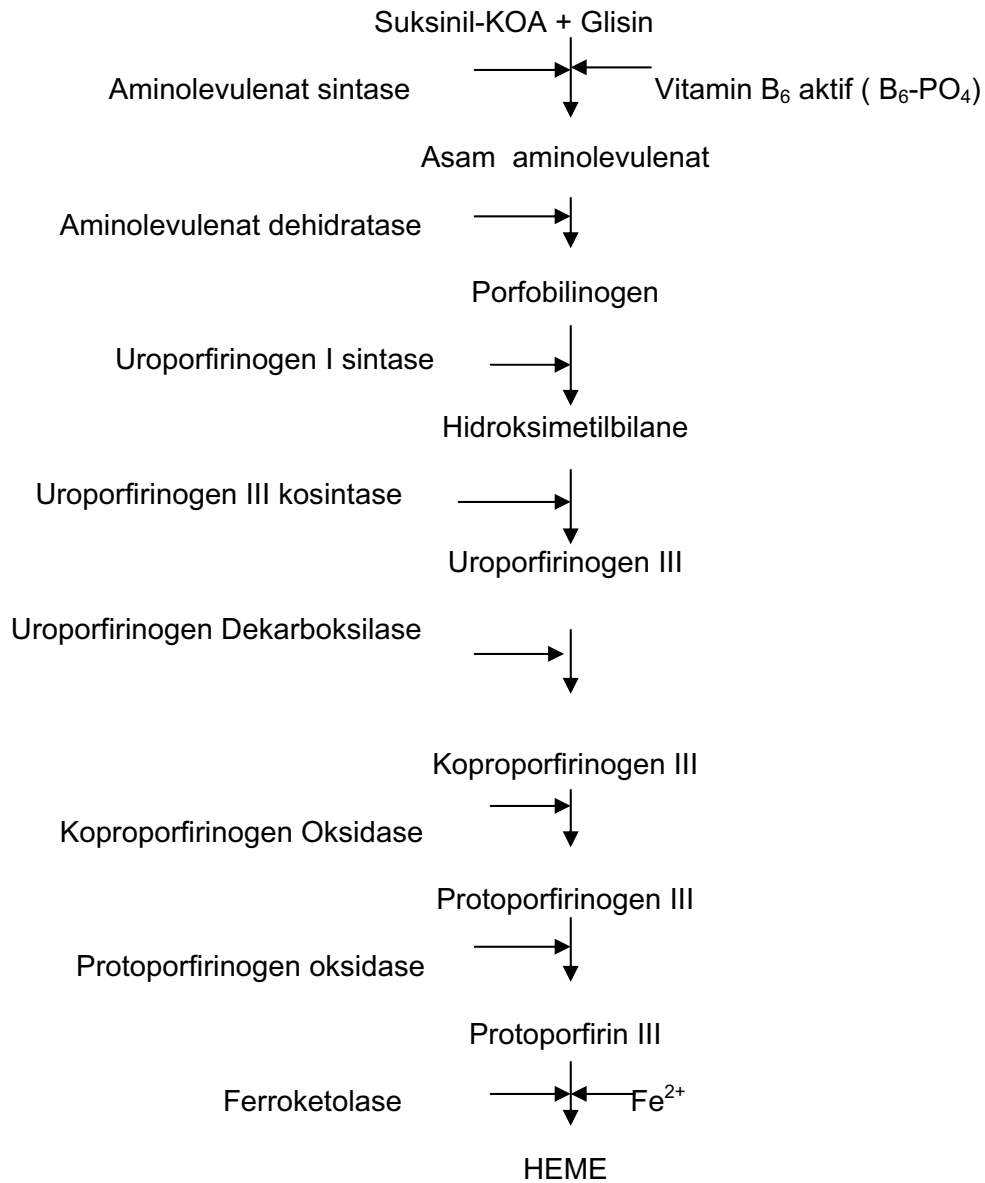 Suksinil-KOA + Glisin
Aminolevulenat sintase
Vitamin B₆ aktif ( B₆-PO₄)
Asam aminolevulenat
Aminolevulenat dehidratase
Porfobilinogen
Uroporfirinogen I sintase
Hidroksimetilbilane
Uroporfirinogen III kosintase
Uroporfirinogen III
Uroporfirinogen Dekarboksilase
Koproporfirinogen III
Koproporfirinogen Oksidase
Protoporfirinogen III
Protoporfirinogen oksidase
Protoporfirin III
Ferroketolase
Fe²⁺
HEME